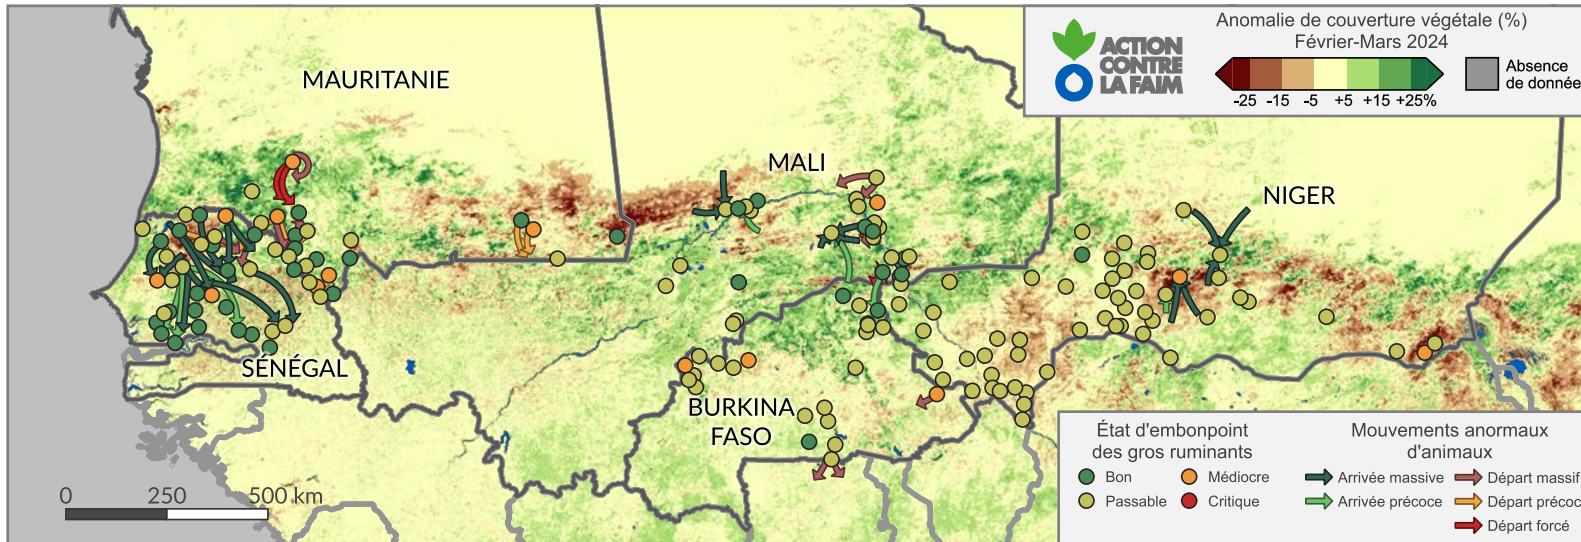 MAURITANIE
MALI
NIGER
SÉNÉGAL
BURKINA
FASO
0 250 500 km
ACTION
CONTRE
LA FAIM
Anomalie de couverture végétale (%)
Février-Mars 2024
-25 -15 -5 +5 +15 +25%
Absence
de donnée
État d'embonpoint
des gros ruminants
Bon
Médiocre
Passable
Critique
Mouvements anormaux
d'animaux
Arrivée massive
Départ massif
Arrivée précoce
Départ précoc
Départ forcé